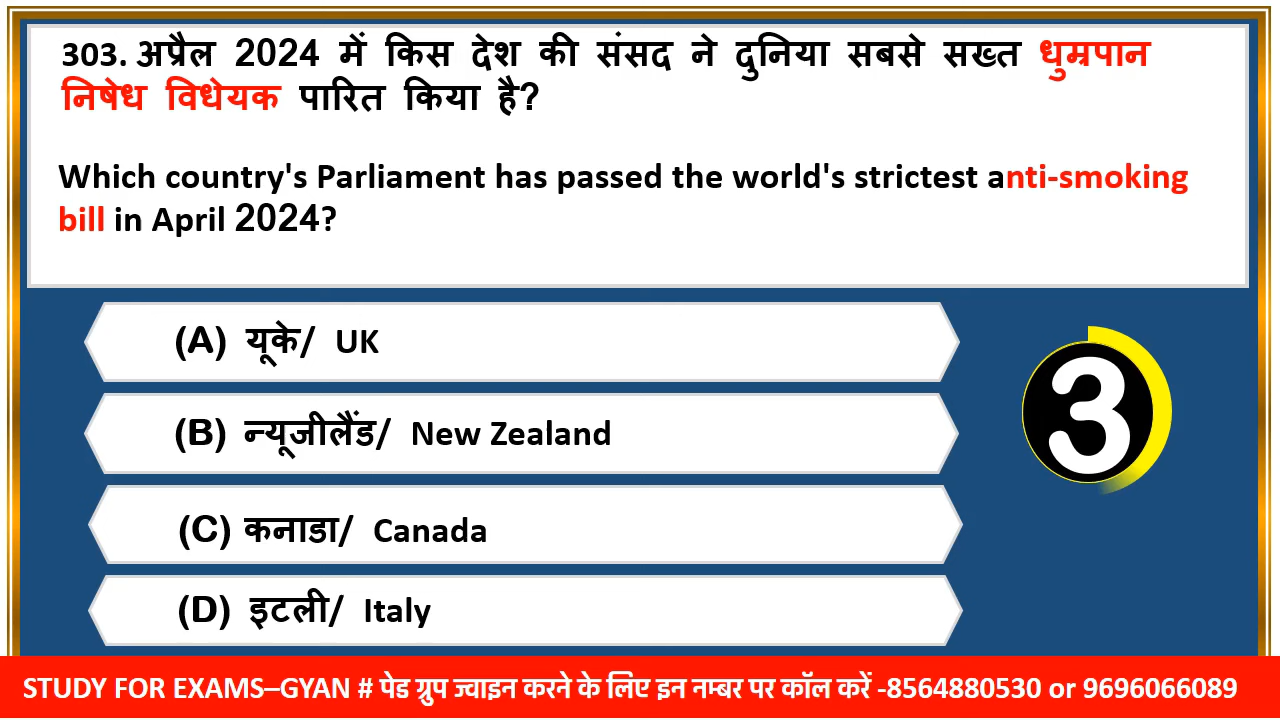 303. अप्रैल 2024 में किस देश की संसद ने दुनिया सबसे सख्त धुम्रपान
निषेध विधेयक पारित किया है?
Which country's Parliament has passed the world's strictest anti-smoking
bill in April 2024?
(A) यूके/ UK
(B) न्यूजीलैंड/ New Zealand
3
(C) कनाडा/ Canada
(D) इटली/ Italy
STUDY FOR EXAMS–GYAN # पेड ग्रुप ज्वाइन करने के लिए इन नम्बर पर कॉल करें -8564880530 or 9696066089